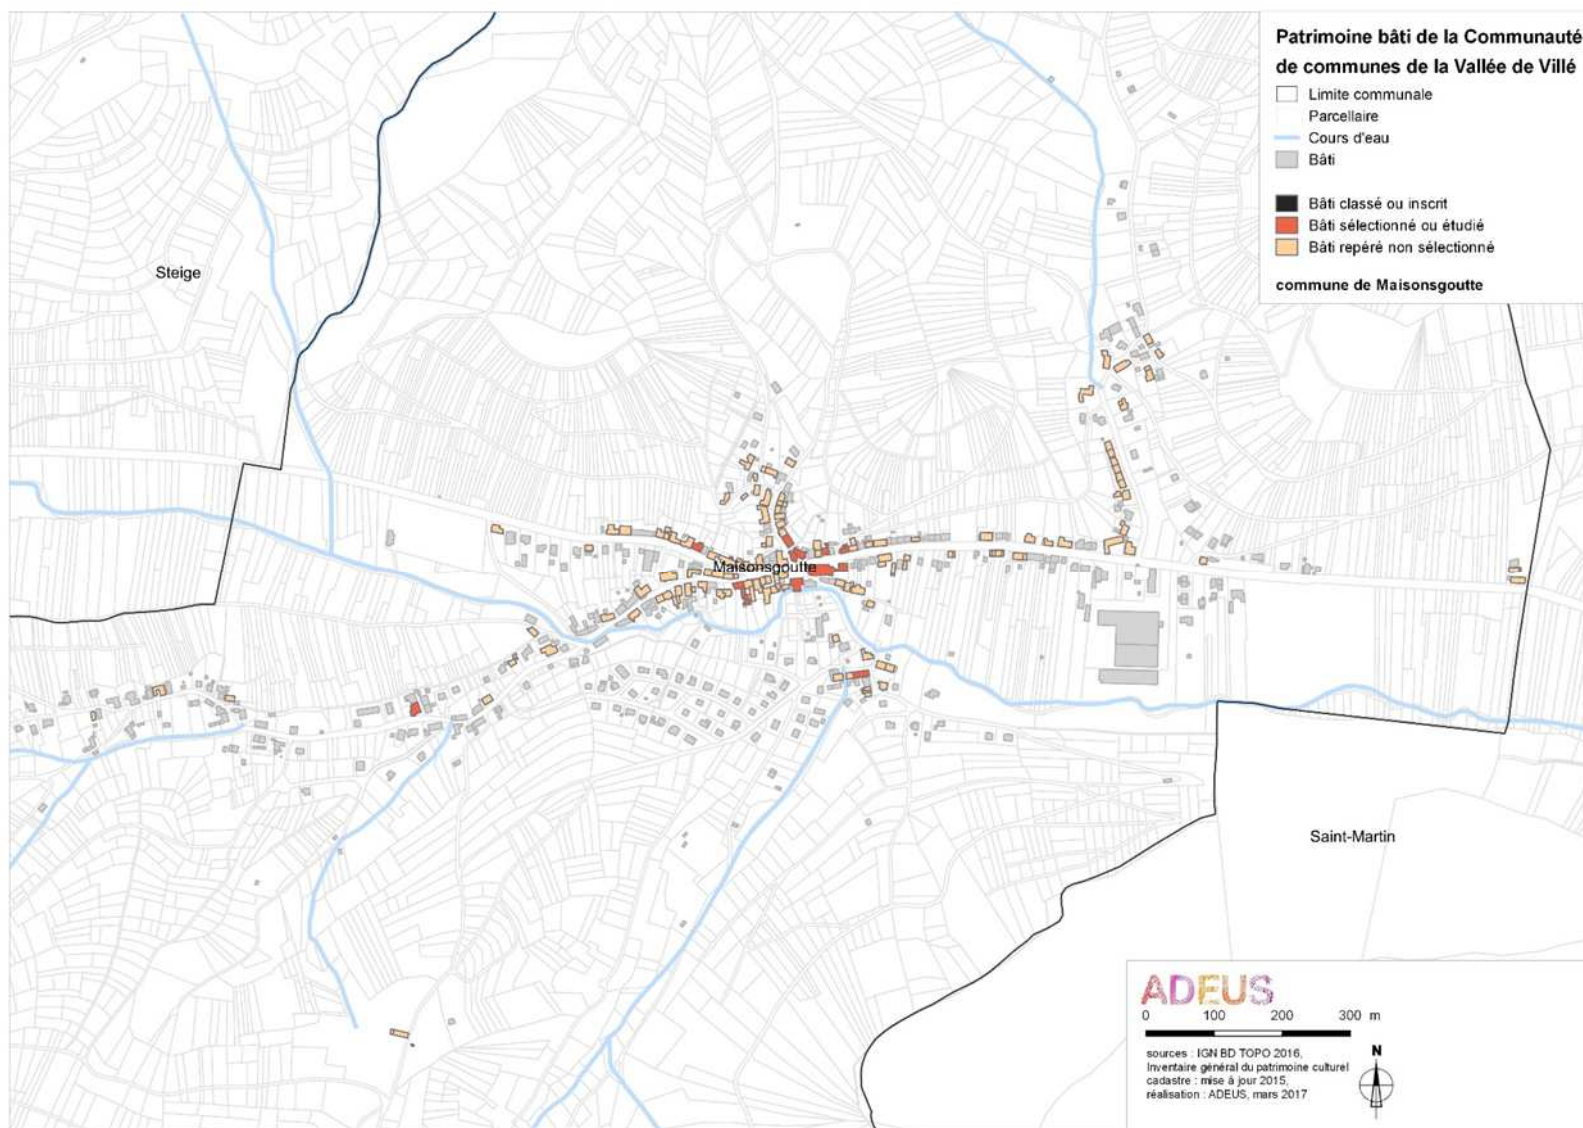 Patrimoine bâti de la Communauté
de communes de la Vallée de Villé
Limite communale
Parcellaire
Cours d'eau
Bâti
Bâti classé ou inscrit
Bâti sélectionné ou étudié
Bâti repéré non sélectionné
commune de Maisonsgoutte
Steige
Maisonsgoutte
Saint-Martin
ADEUS
0 100 200 300 m
sources : IGN BD TOPO 2016,
Inventaire général du patrimoine culturel
cadastre : mise à jour 2015,
réalisation : ADEUS, mars 2017
N